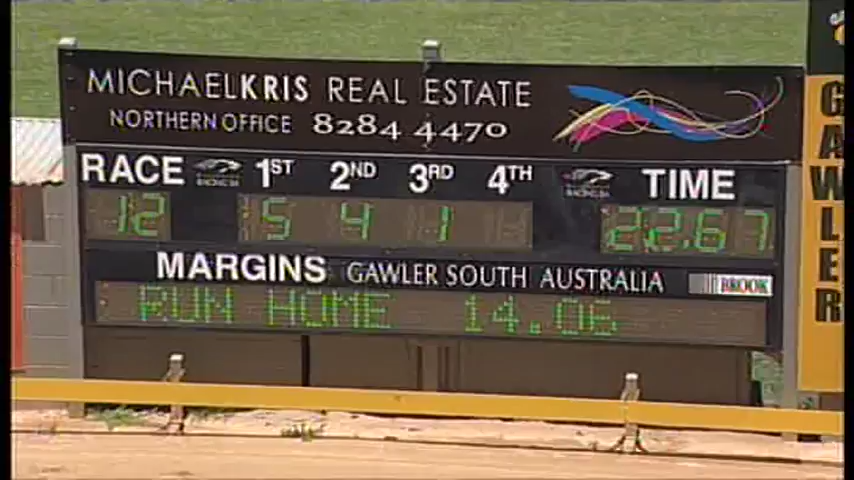 MICHAELKRIS REAL ESTATE
NORTHERN OFFICE 8284 4470
RACE 1ST 2ND 3RD 4TH TIME
12 5 4 1 22.67
MARGINS GAWLER SOUTH AUSTRALIA BROOK
RUN HOME 14.06
GAWLER